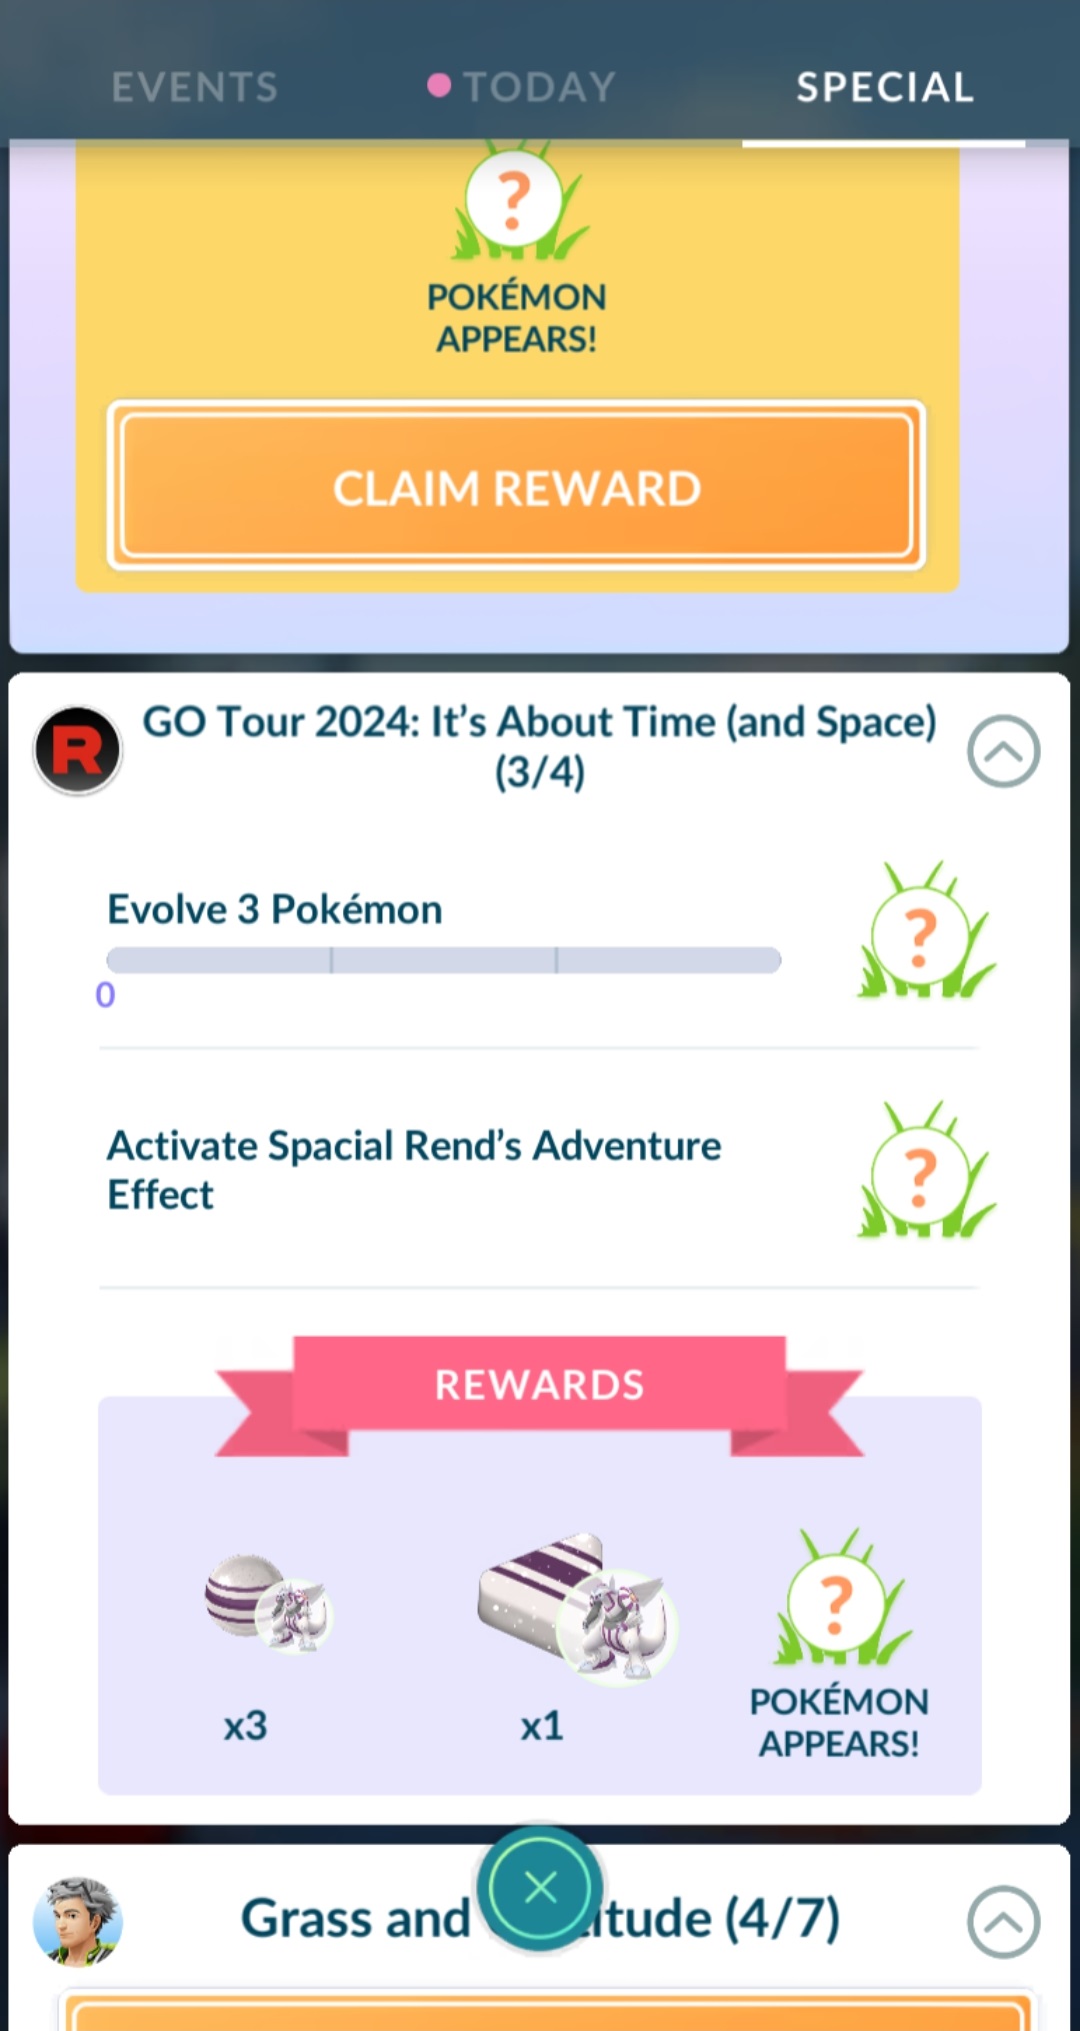 EVENTS
TODAY
SPECIAL
?
POKÉMON
APPEARS!
CLAIM REWARD
R
GO Tour 2024: It's About Time (and Space)
(3/4)
Evolve 3 Pokémon
?
0
Activate Spacial Rend's Adventure
Effect
?
REWARDS
?
x3
x1
POKÉMON
APPEARS!
Grass and itude (4/7)